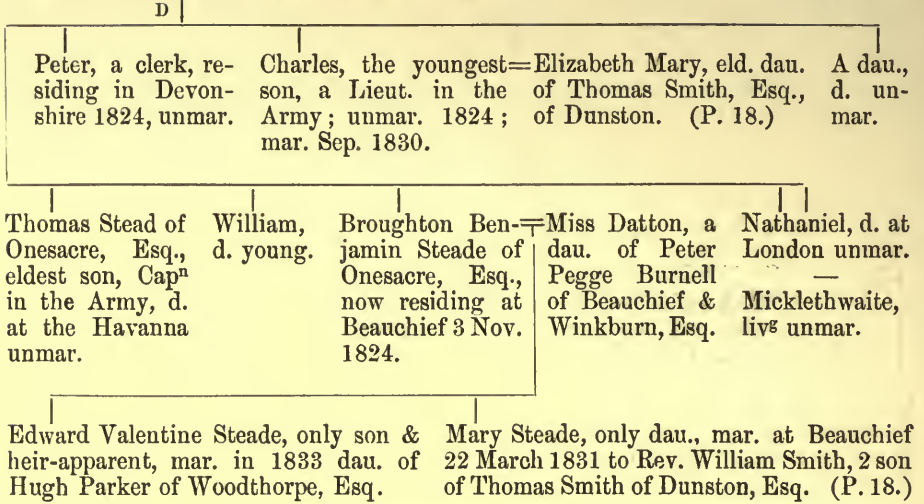 D
Peter, a clerk, re-
siding in Devon-
shire 1824, unmar.
Charles, the youngest=
son, a Lieut. in the
Army; unmar. 1824;
mar. Sep. 1830.
Elizabeth Mary, eld. dau.
of Thomas Smith, Esq.,
of Dunston. (P. 18.)
A dau.,
d. un-
mar.
Thomas Stead of
Onesacre, Esq.,
eldest son, Capⁿ
in the Army, d.
at the Havanna
unmar.
William,
d. young.
Broughton Ben-=
jamin Steade of
Onesacre, Esq.,
now residing at
Beauchief 3 Nov.
1824.
Miss Datton, a
dau. of Peter
Pegge Burnell
of Beauchief &
Winkburn, Esq.
Nathaniel, d. at
London unmar.
—
Micklethwaite,
livᵍ unmar.
Edward Valentine Steade, only son &
heir-apparent, mar. in 1833 dau. of
Hugh Parker of Woodthorpe, Esq.
Mary Steade, only dau., mar. at Beauchief
22 March 1831 to Rev. William Smith, 2 son
of Thomas Smith of Dunston, Esq. (P. 18.)